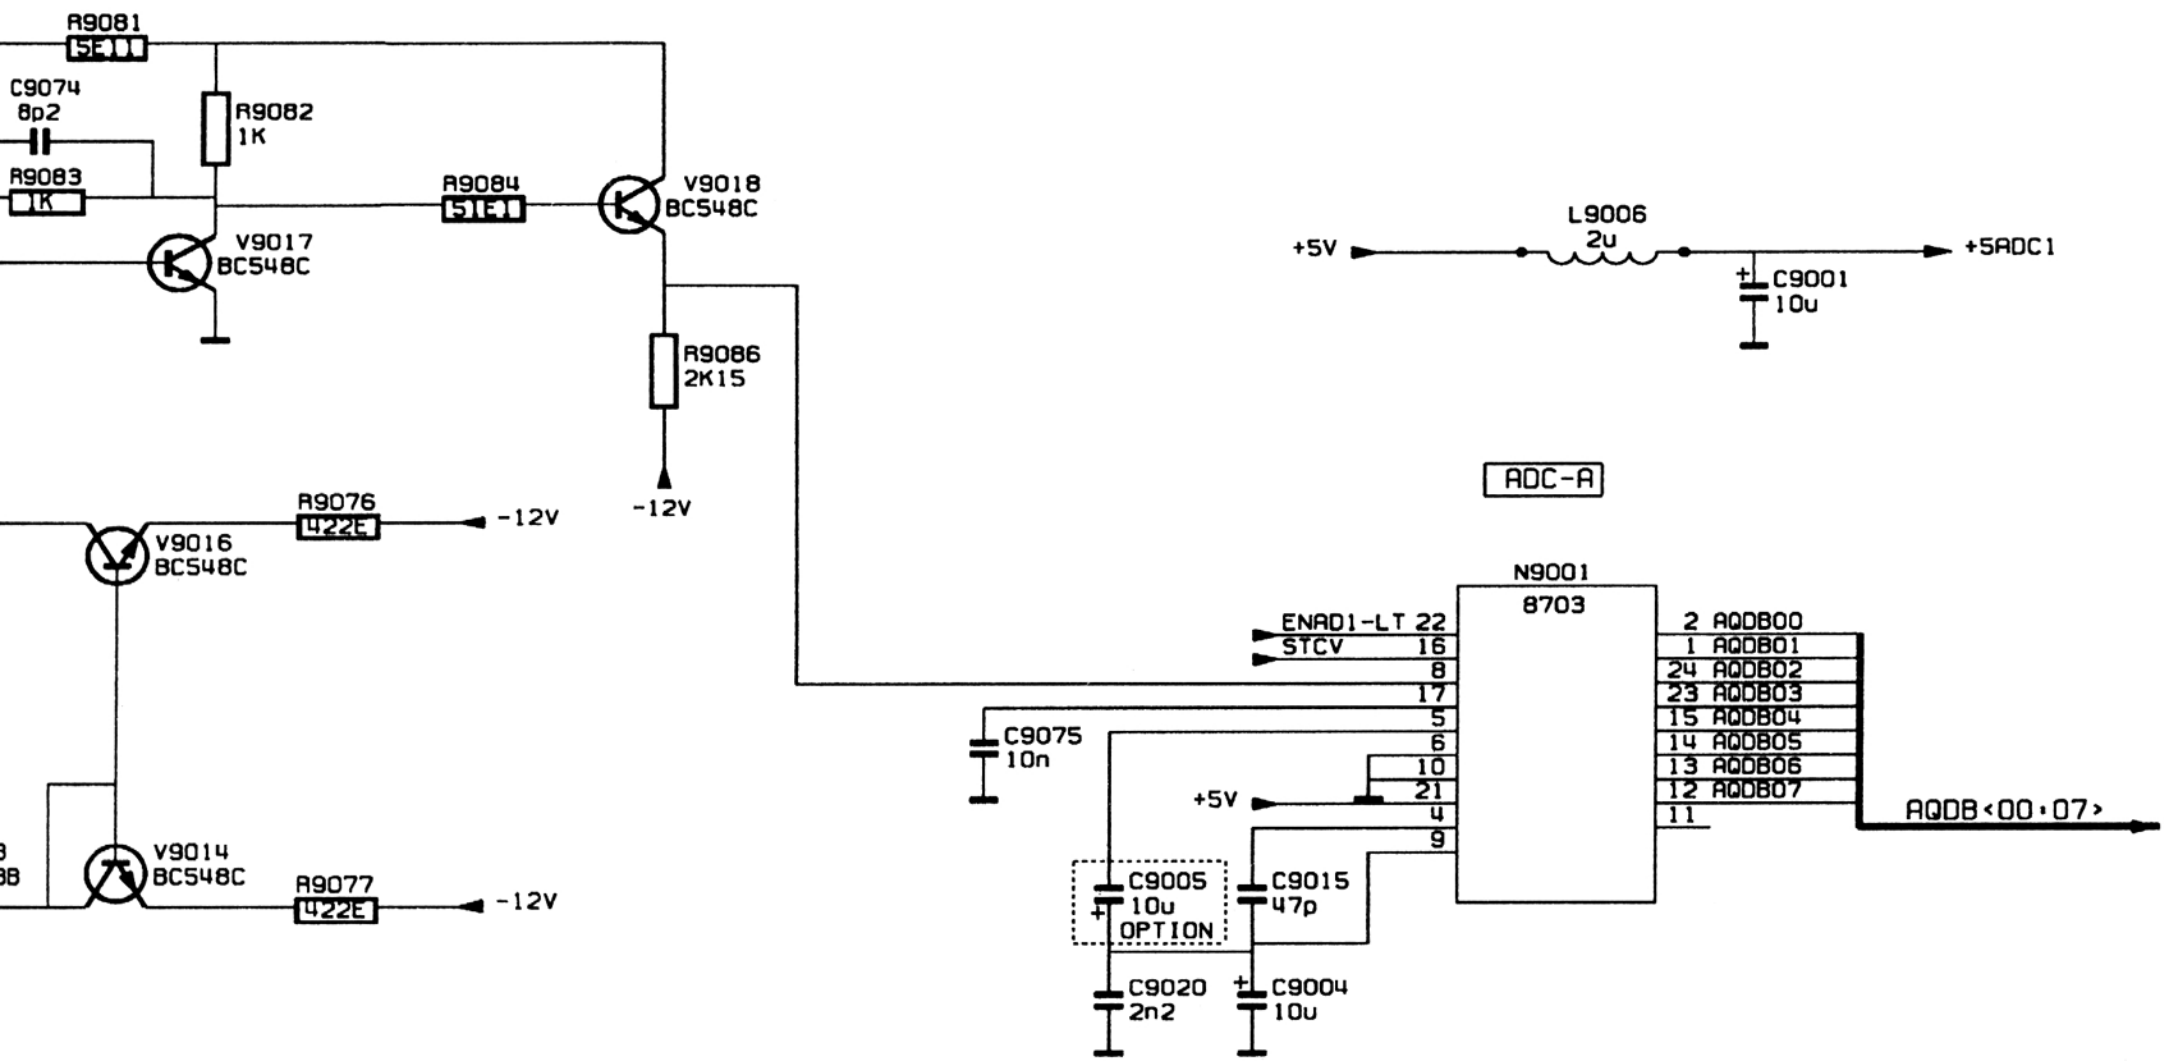 R9081
5E11
C9074
8p2
R9082
1K
R9083
1K
R9084
51E1
V9018
BC548C
V9017
BC548C
R9086
2K15
-12V
L9006
2u
+5V
+5ADC1
+
C9001
10u
ADC-A
R9076
422E
-12V
V9016
BC548C
V9014
BC548C
R9077
422E
-12V
N9001
8703
ENAD1-LT 22
STCV 16
8
17
5
6
10
+5V 21
4
9
2 AQDB00
1 AQDB01
24 AQDB02
23 AQDB03
15 AQDB04
14 AQDB05
13 AQDB06
12 AQDB07
11
AQDB<00:07>
C9075
10n
C9005
10u
+
OPTION
C9015
47p
C9020
2n2
+
C9004
10u